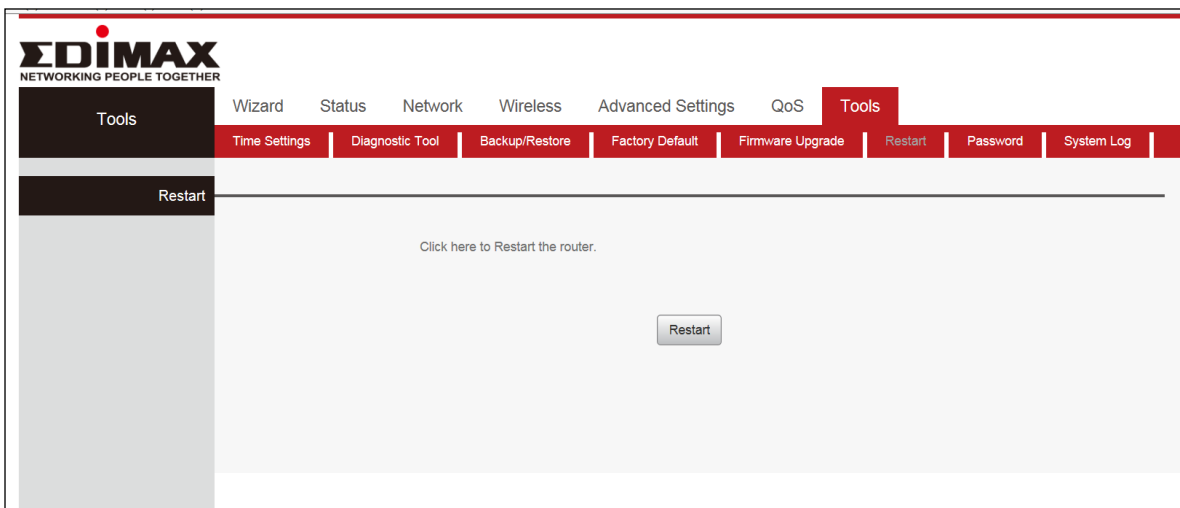 ΣDiMAX
NETWORKING PEOPLE TOGETHER
Tools
Wizard Status Network Wireless Advanced Settings QoS Tools
Time Settings Diagnostic Tool Backup/Restore Factory Default Firmware Upgrade Restart Password System Log
Restart
Click here to Restart the router.
Restart